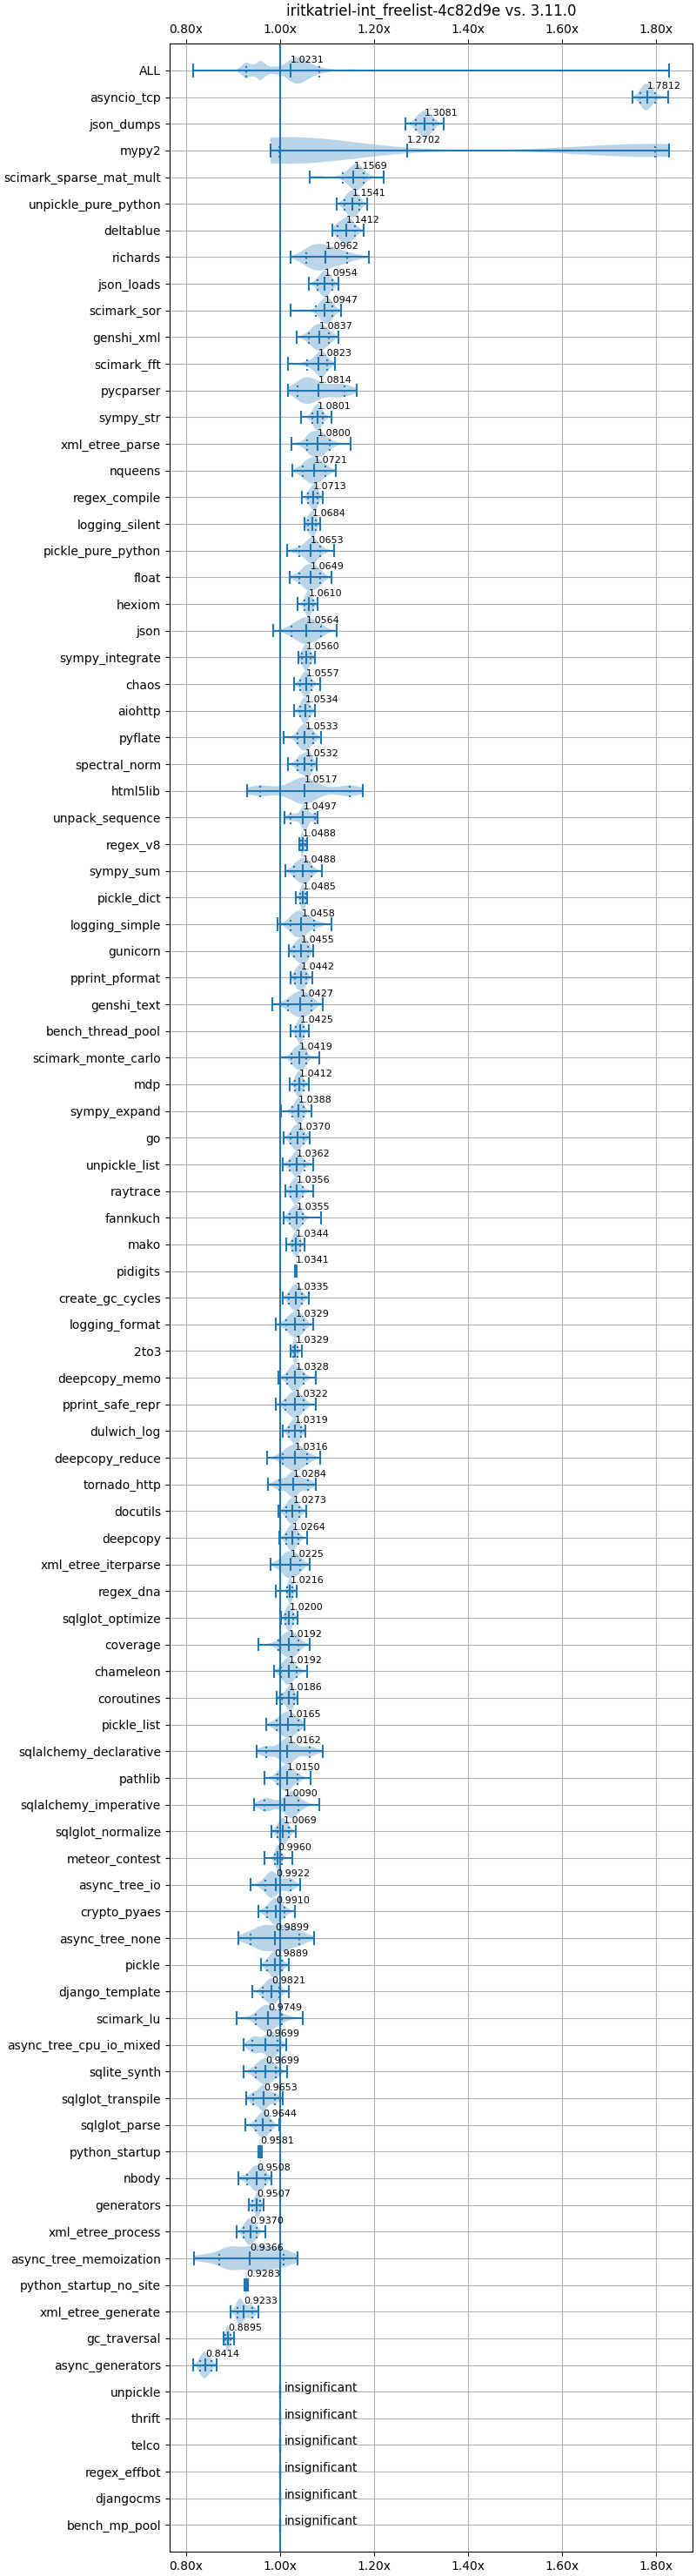 iritkatriel-int_freelist-4c82d9e vs. 3.11.0
0.80x 1.00x 1.20x 1.40x 1.60x 1.80x
ALL 1.0231
asyncio_tcp 1.7812
json_dumps 1.3081
mypy2 1.2702
scimark_sparse_mat_mult 1.1569
unpickle_pure_python 1.1541
deltablue 1.1412
richards 1.0962
json_loads 1.0954
scimark_sor 1.0947
genshi_xml 1.0837
scimark_fft 1.0823
pycparser 1.0814
sympy_str 1.0801
xml_etree_parse 1.0800
nqueens 1.0721
regex_compile 1.0713
logging_silent 1.0684
pickle_pure_python 1.0653
float 1.0649
hexiom 1.0610
json 1.0564
sympy_integrate 1.0560
chaos 1.0557
aiohttp 1.0534
pyflate 1.0533
spectral_norm 1.0532
html5lib 1.0517
unpack_sequence 1.0497
regex_v8 1.0488
sympy_sum 1.0488
pickle_dict 1.0485
logging_simple 1.0458
gunicorn 1.0455
pprint_pformat 1.0442
genshi_text 1.0427
bench_thread_pool 1.0425
scimark_monte_carlo 1.0419
mdp 1.0412
sympy_expand 1.0388
go 1.0370
unpickle_list 1.0362
raytrace 1.0356
fannkuch 1.0355
mako 1.0344
pidigits 1.0341
create_gc_cycles 1.0335
logging_format 1.0329
2to3 1.0329
deepcopy_memo 1.0328
pprint_safe_repr 1.0322
dulwich_log 1.0319
deepcopy_reduce 1.0316
tornado_http 1.0284
docutils 1.0273
deepcopy 1.0264
xml_etree_iterparse 1.0225
regex_dna 1.0216
sqlglot_optimize 1.0200
coverage 1.0192
chameleon 1.0192
coroutines 1.0186
pickle_list 1.0165
sqlalchemy_declarative 1.0162
pathlib 1.0150
sqlalchemy_imperative 1.0090
sqlglot_normalize 1.0069
meteor_contest 0.9960
async_tree_io 0.9922
crypto_pyaes 0.9910
async_tree_none 0.9899
pickle 0.9889
django_template 0.9821
scimark_lu 0.9749
async_tree_cpu_io_mixed 0.9699
sqlite_synth 0.9699
sqlglot_transpile 0.9653
sqlglot_parse 0.9644
python_startup 0.9581
nbody 0.9508
generators 0.9507
xml_etree_process 0.9370
async_tree_memoization 0.9366
python_startup_no_site 0.9283
xml_etree_generate 0.9233
gc_traversal 0.8895
async_generators 0.8414
unpickle insignificant
thrift insignificant
telco insignificant
regex_effbot insignificant
djangocms insignificant
bench_mp_pool insignificant
0.80x 1.00x 1.20x 1.40x 1.60x 1.80x